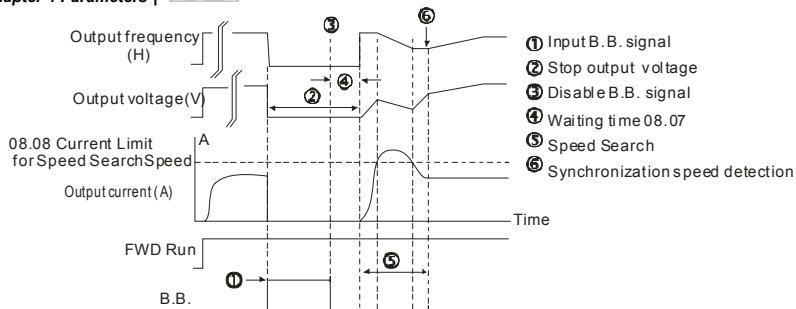 Chapter 4 Parameters |
Output frequency
(H)
Output voltage(V)
08.08 Current Limit
for Speed SearchSpeed
A
Output current (A)
FWD Run
B.B.
Time
③
⑥
④
②
⑤
①
① Input B.B. signal
② Stop output voltage
③ Disable B.B. signal
④ Waiting time 08.07
⑤ Speed Search
⑥ Synchronization speed detection